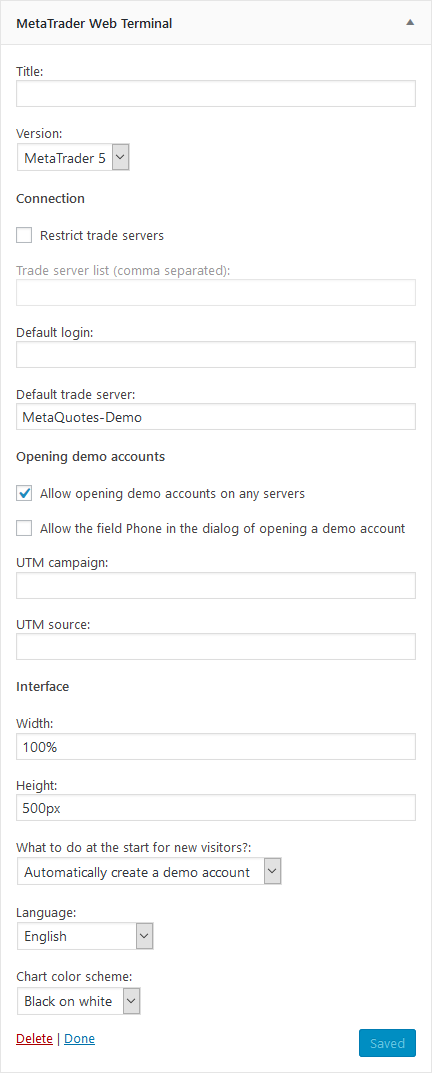 MetaTrader Web Terminal
Title:
Version:
MetaTrader 5
Connection
Restrict trade servers
Trade server list (comma separated):
Default login:
Default trade server:
MetaQuotes-Demo
Opening demo accounts
Allow opening demo accounts on any servers
Allow the field Phone in the dialog of opening a demo account
UTM campaign:
UTM source:
Interface
Width:
100%
Height:
500px
What to do at the start for new visitors?:
Automatically create a demo account
Language:
English
Chart color scheme:
Black on white
Delete | Done
Saved